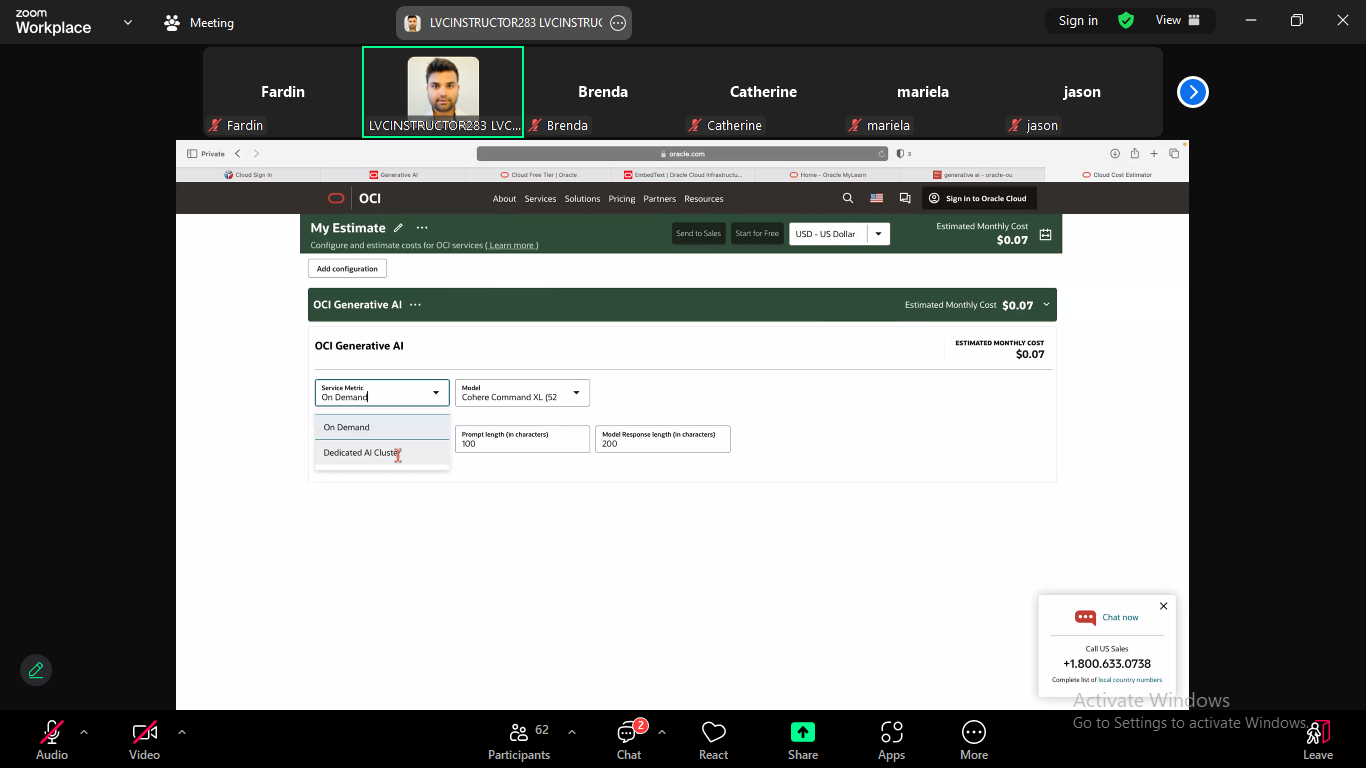 zoom
Workplace
Meeting
LVCINSTRUCTOR283 LVCINSTRUC
Sign in
View
Fardin
Fardin
LVCINSTRUCTOR283 LVC...
Brenda
Brenda
Catherine
Catherine
mariela
mariela
jason
jason
Private
oracle.com
3
Cloud Sign In
Generative AI
Cloud Free Tier | Oracle
EmbedText | Oracle Cloud Infrastructu...
Home - Oracle MyLearn
generative ai - oracle-ou
Cloud Cost Estimator
OCI
About
Services
Solutions
Pricing
Partners
Resources
Sign in to Oracle Cloud
My Estimate
Configure and estimate costs for OCI services ( Learn more )
Send to Sales
Start for Free
USD - US Dollar
Estimated Monthly Cost
$0.07
Add configuration
OCI Generative AI
Estimated Monthly Cost $0.07
OCI Generative AI
ESTIMATED MONTHLY COST
$0.07
Service Metric
On Demand
Model
Cohere Command XL (52
On Demand
Dedicated AI Cluster
Prompt length (in characters)
100
Model Response length (in characters)
200
Chat now
Call US Sales
+1.800.633.0738
Complete list of local country numbers
Activate Windows
Go to Settings to activate Windows.
Audio
Video
Participants
62
Chat
2
React
Share
Apps
More
Leave